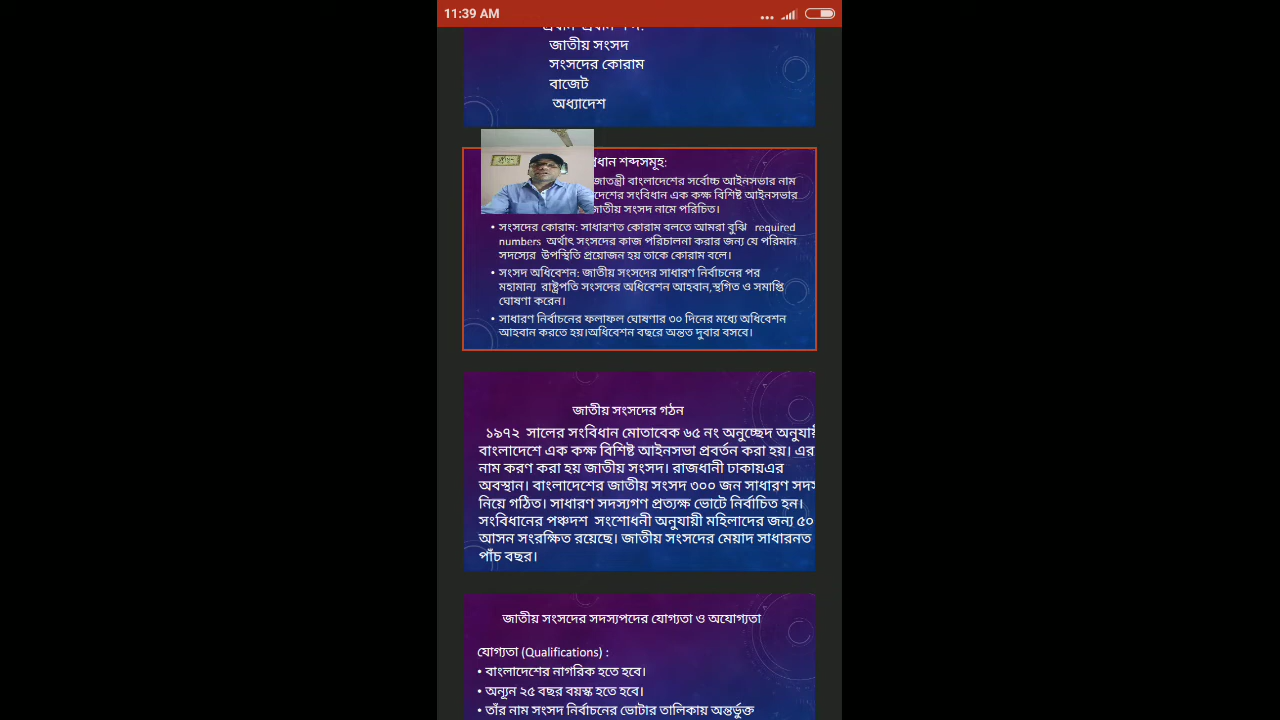 11:39 AM
জাতীয় সংসদ
সংসদের কোরাম
বাজেট
অধ্যাদেশ
প্রধান শব্দসমূহ:
বাংলাদেশের সর্বোচ্চ আইনসভার নাম
সংবিধান এক কক্ষ বিশিষ্ট আইনসভার
জাতীয় সংসদ নামে পরিচিত।
• সংসদের কোরাম: সাধারণত কোরাম বলতে আমরা বুঝি required
numbers অর্থাৎ সংসদের কাজ পরিচালনা করার জন্য যে পরিমান
সদস্যের উপস্থিতি প্রয়োজন হয় তাকে কোরাম বলে।
• সংসদ অধিবেশন: জাতীয় সংসদের সাধারণ নির্বাচনের পর
মহামান্য রাষ্ট্রপতি সংসদের অধিবেশন আহবান,স্থগিত ও সমাপ্তি
ঘোষণা করেন।
• সাধারণ নির্বাচনের ফলাফল ঘোষণার ৩০ দিনের মধ্যে অধিবেশন
আহবান করতে হয়।অধিবেশন বছরে অন্তত দুবার বসবে।
জাতীয় সংসদের গঠন
১৯৭২ সালের সংবিধান মোতাবেক ৬৫ নং অনুচ্ছেদ
বাংলাদেশে এক কক্ষ বিশিষ্ট আইনসভা প্রবর্তন করা হয়। এর
নাম করণ করা হয় জাতীয় সংসদ। রাজধানী ঢাকায়এর
অবস্থান। বাংলাদেশের জাতীয় সংসদ ৩০০ জন সাধারণ
নিয়ে গঠিত। সাধারণ সদস্যগণ প্রত্যক্ষ ভোটে নির্বাচিত হন।
সংবিধানের পঞ্চদশ সংশোধনী অনুযায়ী মহিলাদের জন্য ৫০
আসন সংরক্ষিত রয়েছে। জাতীয় সংসদের মেয়াদ সাধারনত
পাঁচ বছর।
জাতীয় সংসদের সদস্যপদের যোগ্যতা ও অযোগ্যতা
যোগ্যতা (Qualifications) :
• বাংলাদেশের নাগরিক হতে হবে।
• অন্যূন ২৫ বছর বয়স্ক হতে হবে।
• তাঁর নাম সংসদ নির্বাচনের ভোটার তালিকায় অন্তর্ভুক্ত